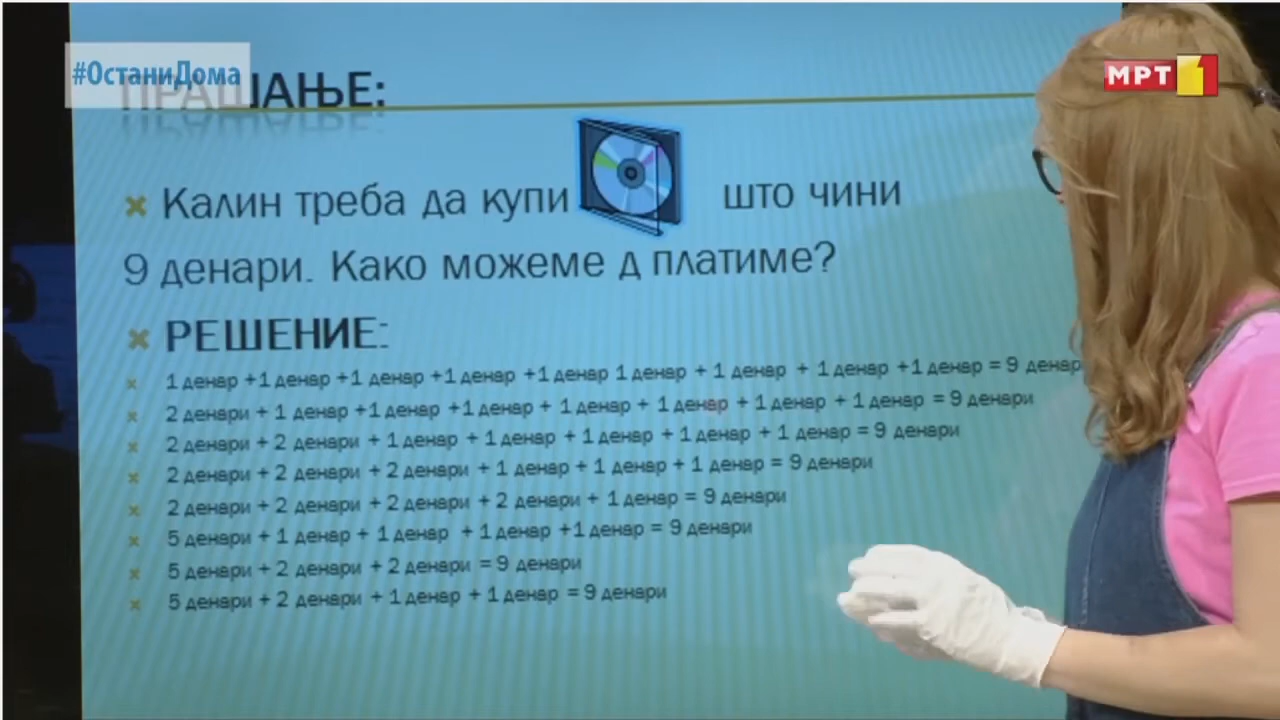 #ОстаниДома
МРТ 1
ПРАШАЊЕ:
Калин треба да купи што чини
9 денари. Како можеме д платиме?
РЕШЕНИЕ:
1 денар +1 денар +1 денар +1 денар +1 денар 1 денар + 1 денар + 1 денар +1 денар = 9 денар
2 денари + 1 денар +1 денар +1 денар + 1 денар + 1 денар + 1 денар + 1 денар = 9 денари
2 денари + 2 денари + 1 денар + 1 денар + 1 денар + 1 денар + 1 денар = 9 денари
2 денари + 2 денари + 2 денари + 1 денар + 1 денар + 1 денар = 9 денари
2 денари + 2 денари + 2 денари + 2 денари + 1 денар = 9 денари
5 денари + 1 денар + 1 денар + 1 денар +1 денар = 9 денари
5 денари + 2 денари + 2 денари = 9 денари
5 денари + 2 денари + 1 денар + 1 денар = 9 денари